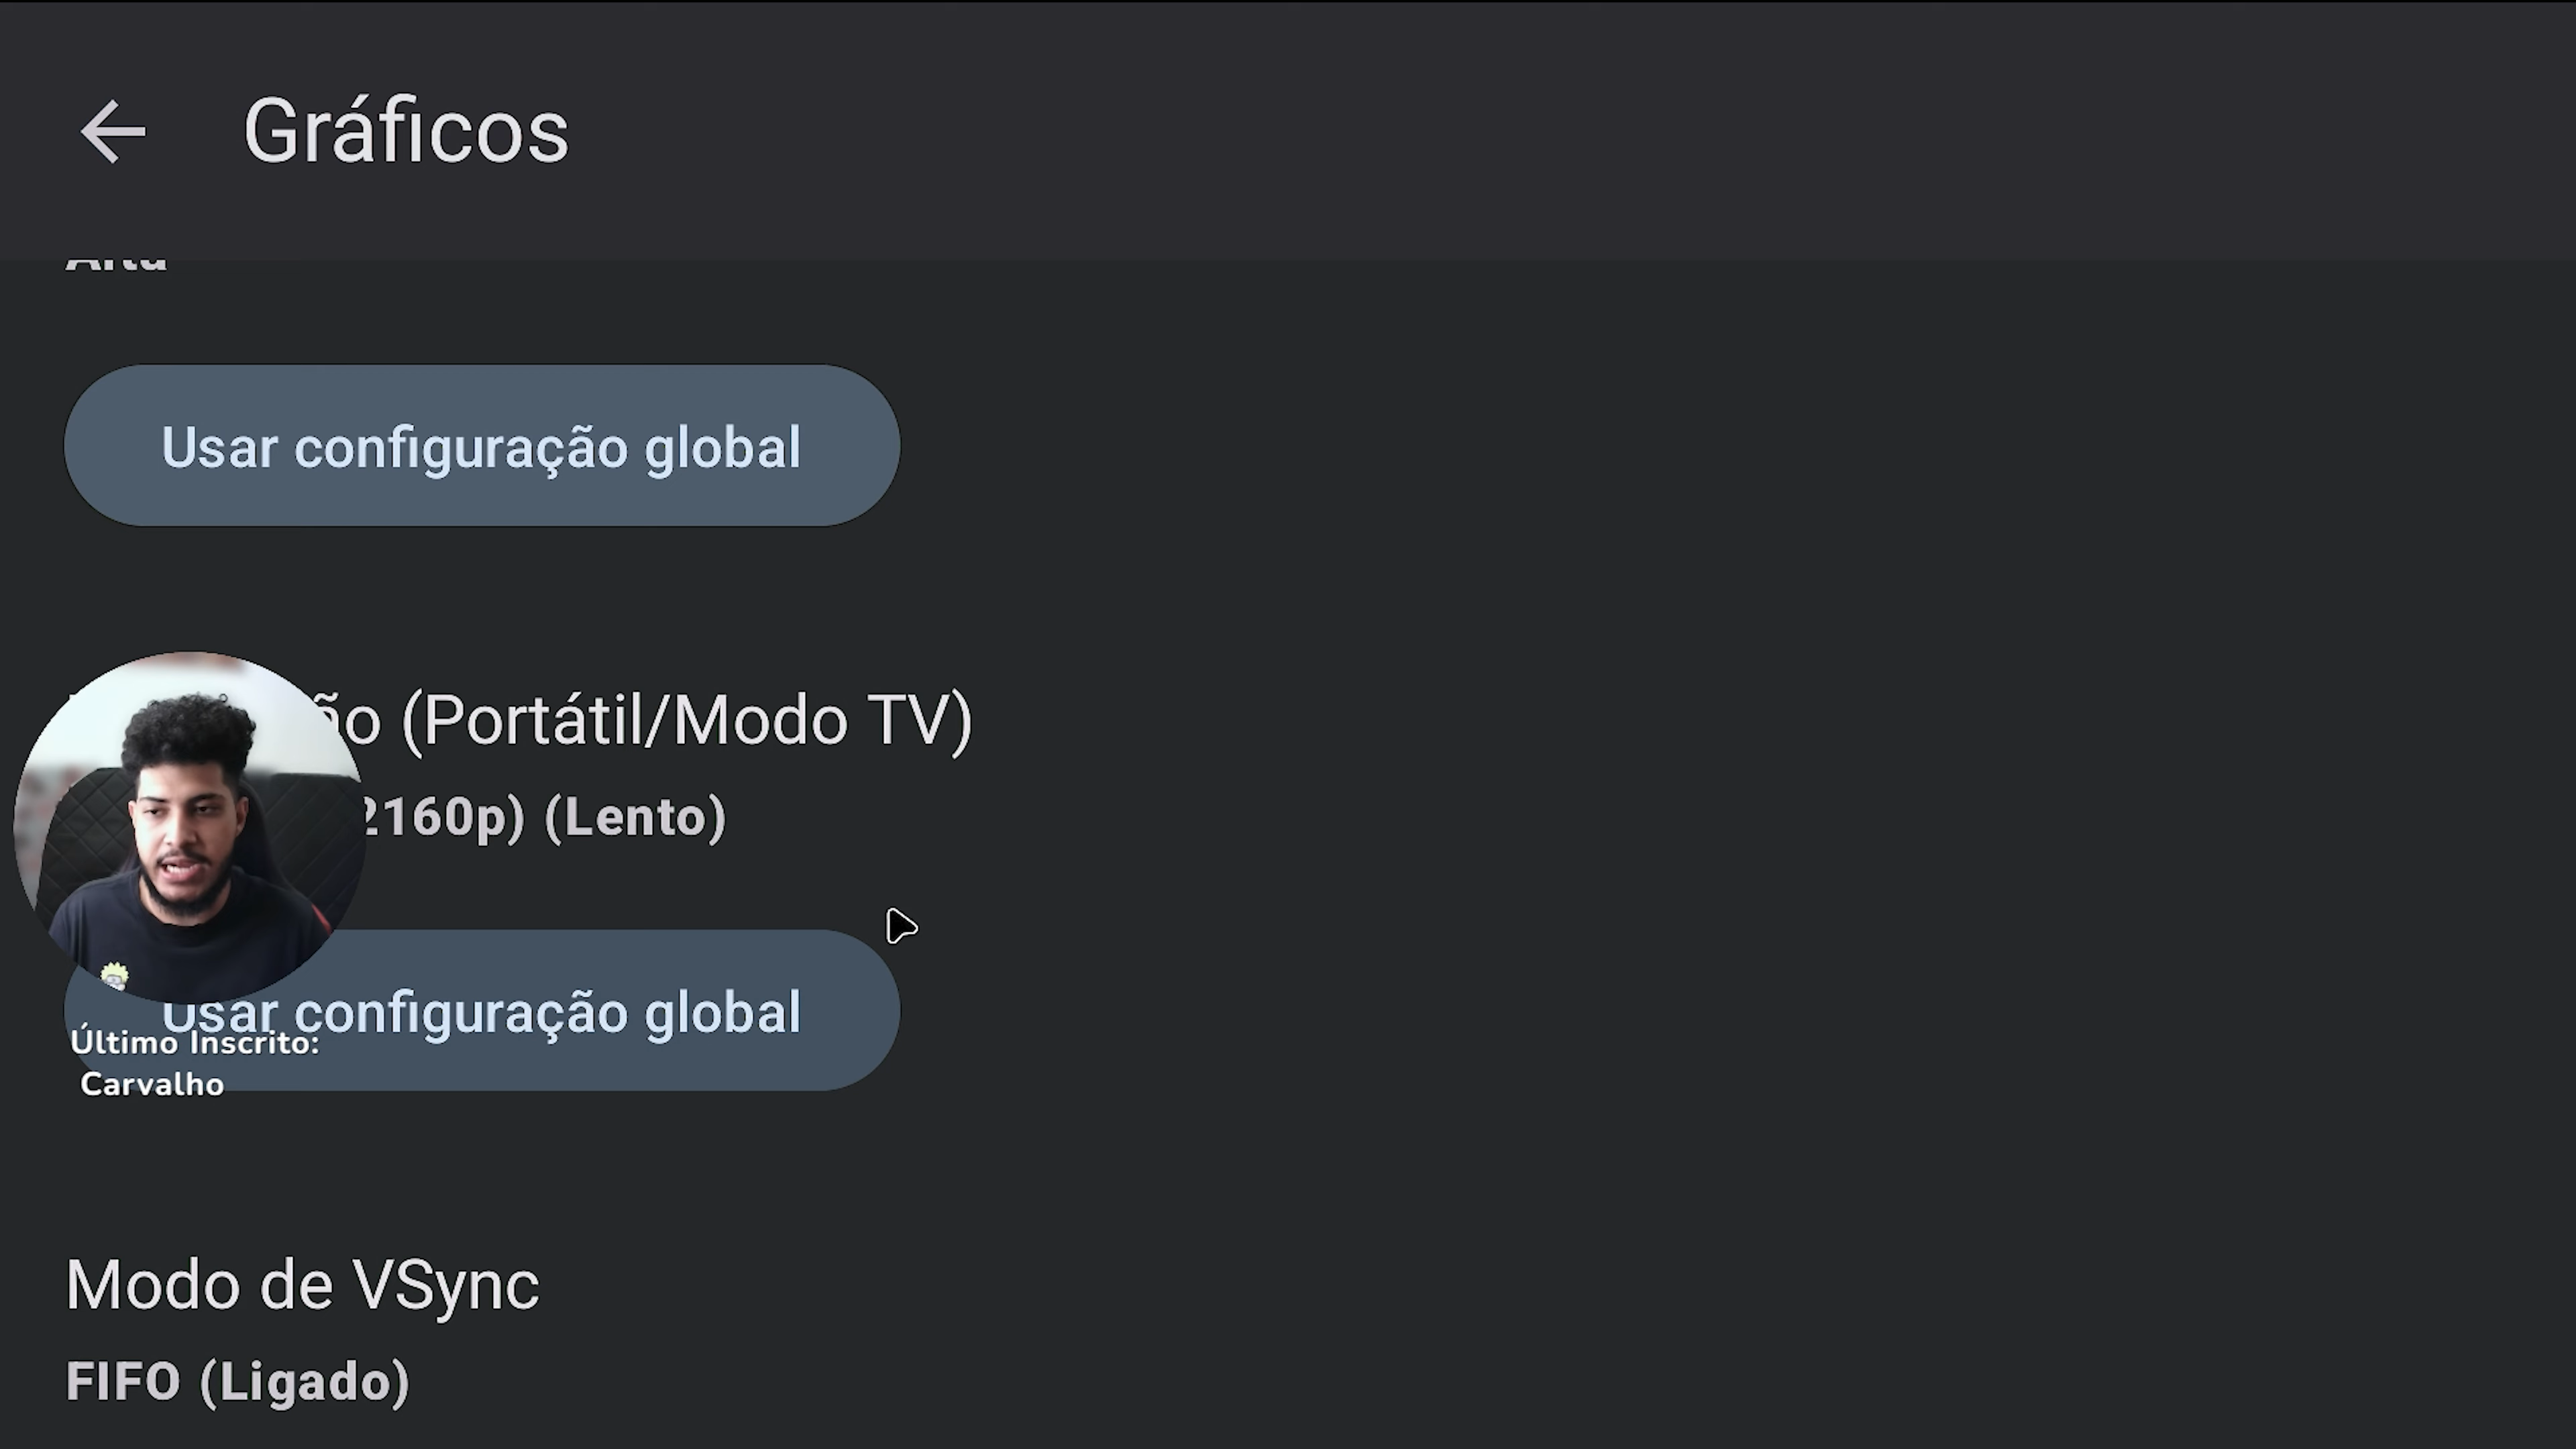 Gráficos
Usar configuração global
(Portátil/Modo TV)
2160p) (Lento)
Usar configuração global
Último Inscrito:
Carvalho
Modo de VSync
FIFO (Ligado)